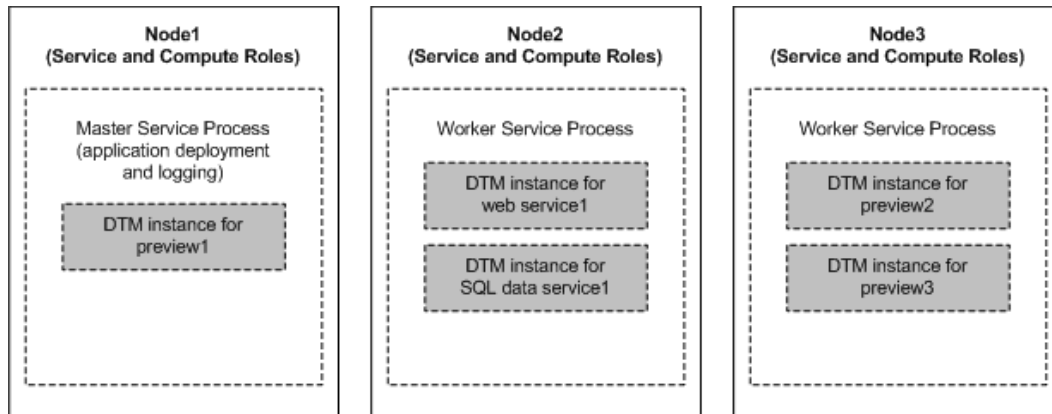 Node1
(Service and Compute Roles)
Master Service Process
(application deployment
and logging)
DTM instance for
preview1
Node2
(Service and Compute Roles)
Worker Service Process
DTM instance for
web service1
DTM instance for
SQL data service1
Node3
(Service and Compute Roles)
Worker Service Process
DTM instance for
preview2
DTM instance for
preview3